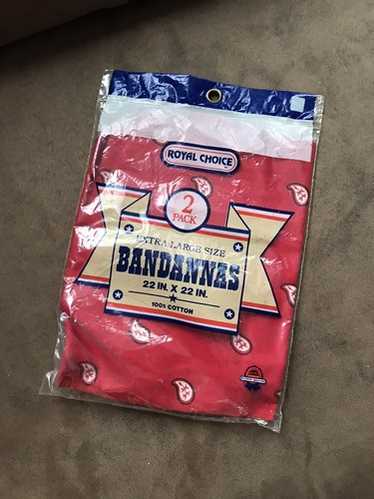 ROYAL CHOICE
2
PACK
EXTRA LARGE SIZE
BANDANNAS
22 IN. X 22 IN.
100% COTTON